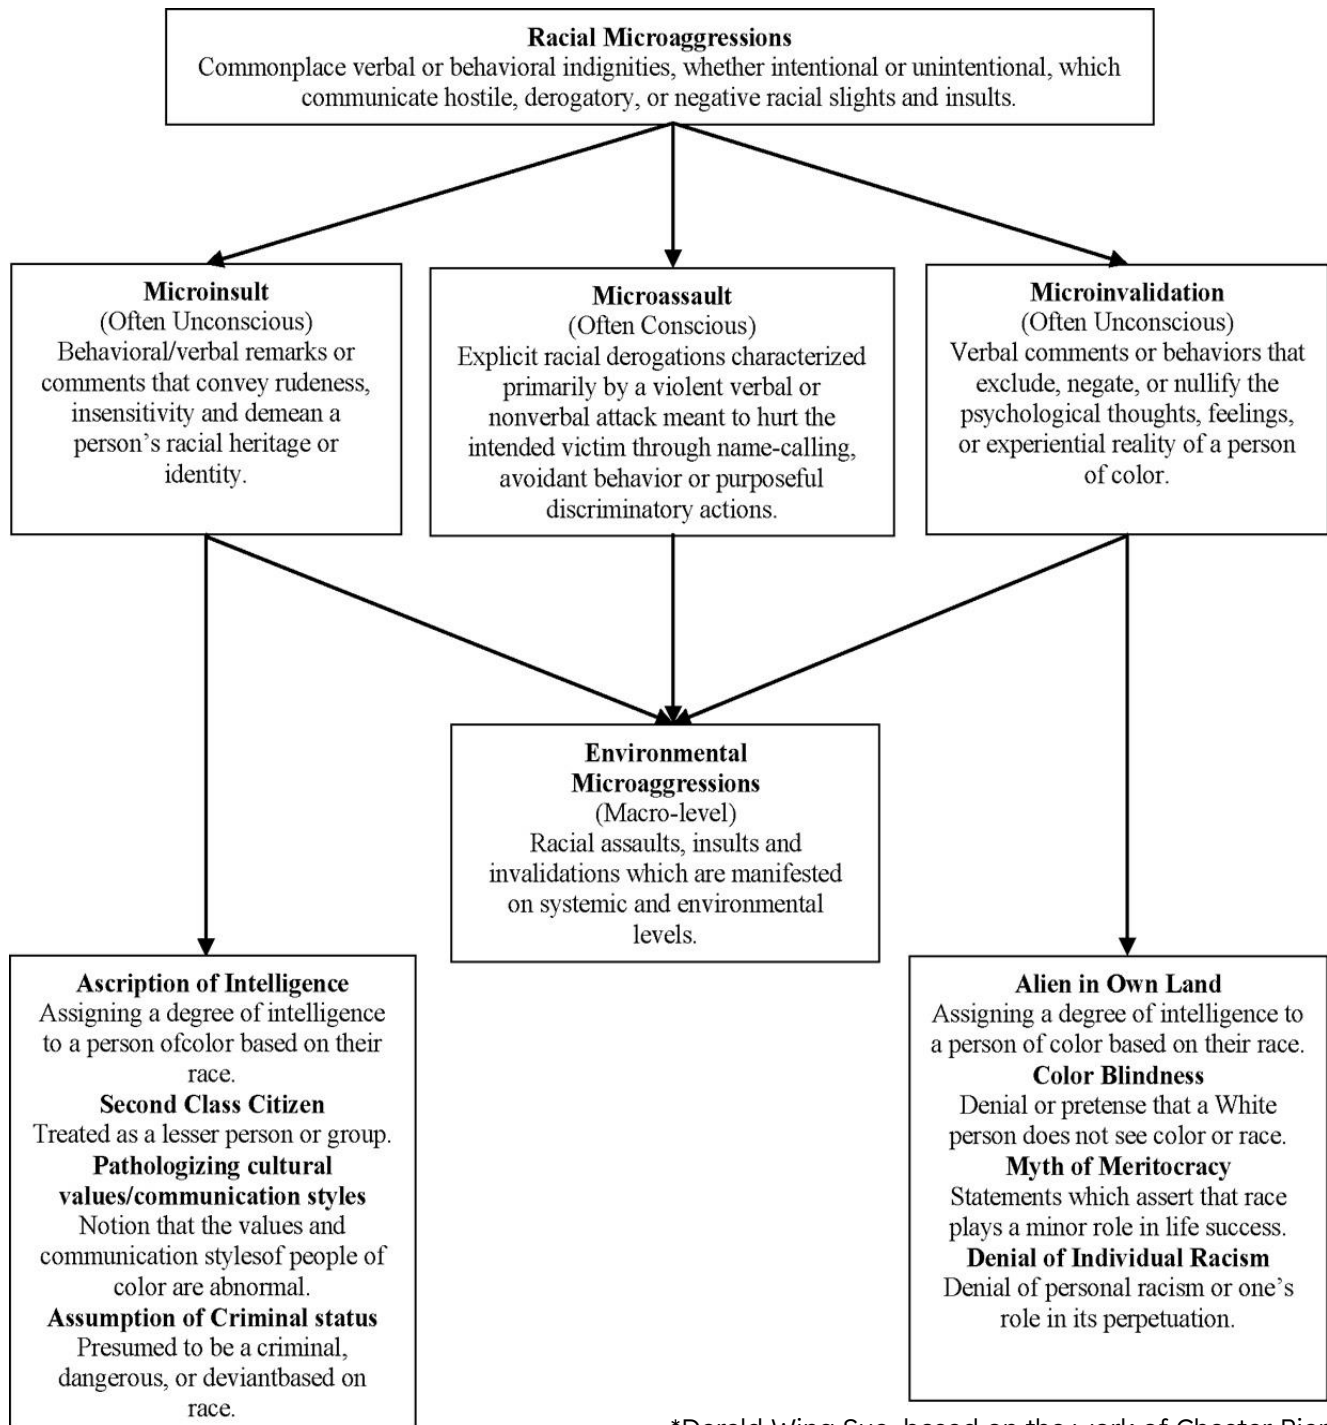 Racial Microaggressions
Commonplace verbal or behavioral indignities, whether intentional or unintentional, which
communicate hostile, derogatory, or negative racial slights and insults.
Microinsult
(Often Unconscious)
Behavioral/verbal remarks or
comments that convey rudeness,
insensitivity and demean a
person's racial heritage or
identity.
Microassault
(Often Conscious)
Explicit racial derogations characterized
primarily by a violent verbal or
nonverbal attack meant to hurt the
intended victim through name-calling,
avoidant behavior or purposeful
discriminatory actions.
Microinvalidation
(Often Unconscious)
Verbal comments or behaviors that
exclude, negate, or nullify the
psychological thoughts, feelings,
or experiential reality of a person
of color.
Environmental
Microaggressions
(Macro-level)
Racial assaults, insults and
invalidations which are manifested
on systemic and environmental
levels.
Ascription of Intelligence
Assigning a degree of intelligence
to a person ofcolor based on their
race.
Second Class Citizen
Treated as a lesser person or group.
Pathologizing cultural
values/communication styles
Notion that the values and
communication stylesof people of
color are abnormal.
Assumption of Criminal status
Presumed to be a criminal,
dangerous, or deviantbased on
race.
Alien in Own Land
Assigning a degree of intelligence to
a person of color based on their race.
Color Blindness
Denial or pretense that a White
person does not see color or race.
Myth of Meritocracy
Statements which assert that race
plays a minor role in life success.
Denial of Individual Racism
Denial of personal racism or one's
role in its perpetuation.
*Derald Wing Sue, based on the work of Chester